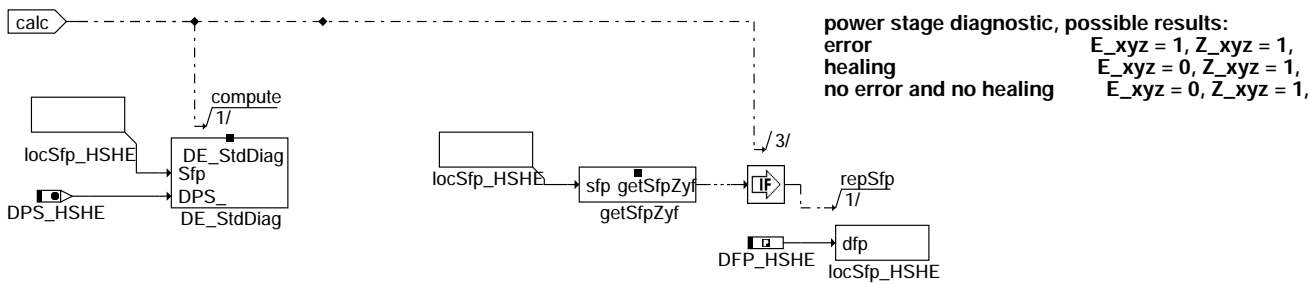 calc
power stage diagnostic, possible results:
error E_xyz = 1, Z_xyz = 1,
healing E_xyz = 0, Z_xyz = 1,
no error and no healing E_xyz = 0, Z_xyz = 1,
compute
1/
3/
locSfp_HSHE
DE_StdDiag
Sfp
DPS_
DPS_HSHE
DE_StdDiag
locSfp_HSHE
sfp getSfpZyf
getSfpZyf
IF
repSfp
1/
DFP_HSHE
dfp
locSfp_HSHE